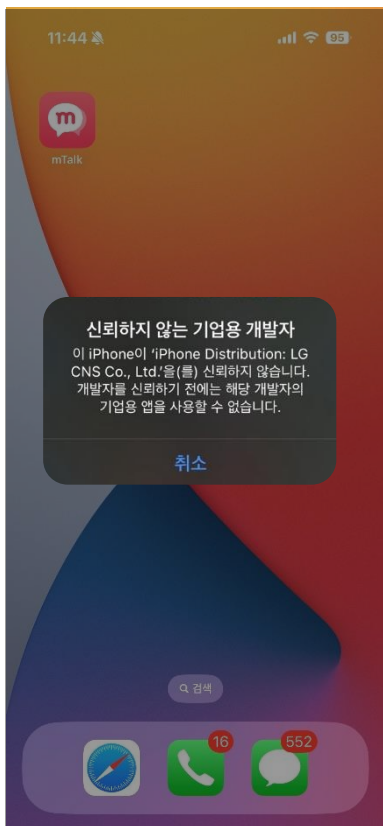 11:44
95
m
mTalk
신뢰하지 않는 기업용 개발자
이 iPhone이 ‘iPhone Distribution: LG
CNS Co., Ltd.’을(를) 신뢰하지 않습니다.
개발자를 신뢰하기 전에는 해당 개발자의
기업용 앱을 사용할 수 없습니다.
취소
검색
16
552